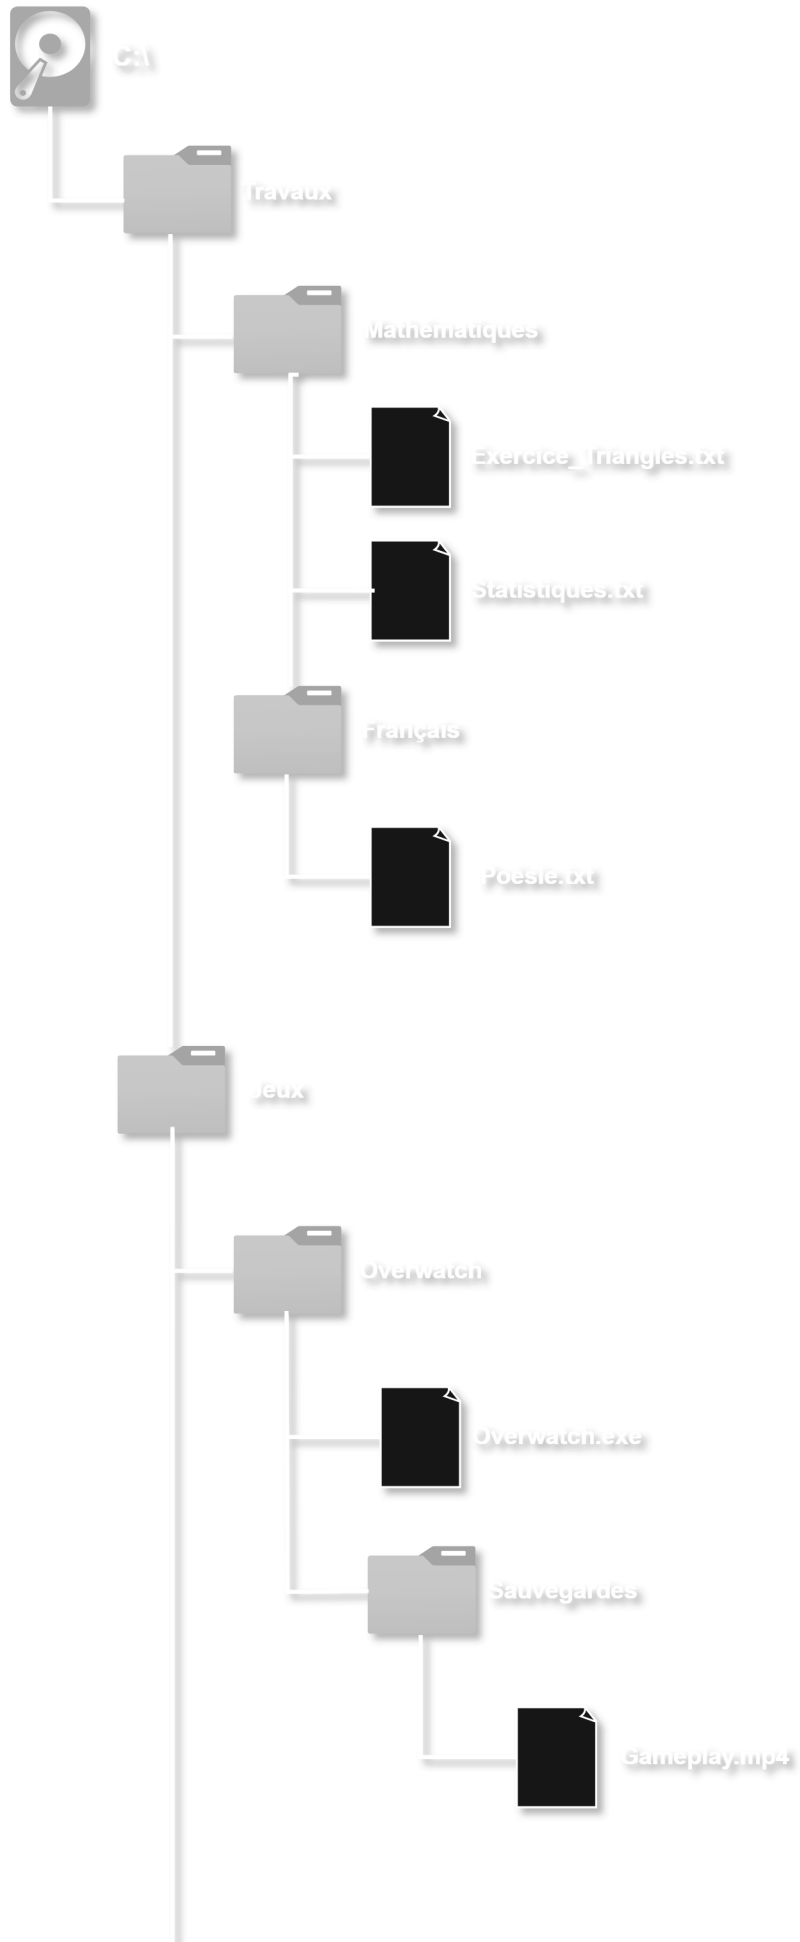 C:\
Travaux
Mathématiques
Exercice_Triangles.txt
Statistiques.txt
Français
Poésie.txt
Jeux
Overwatch
Overwatch.exe
Sauvegardes
Gameplay.mp4